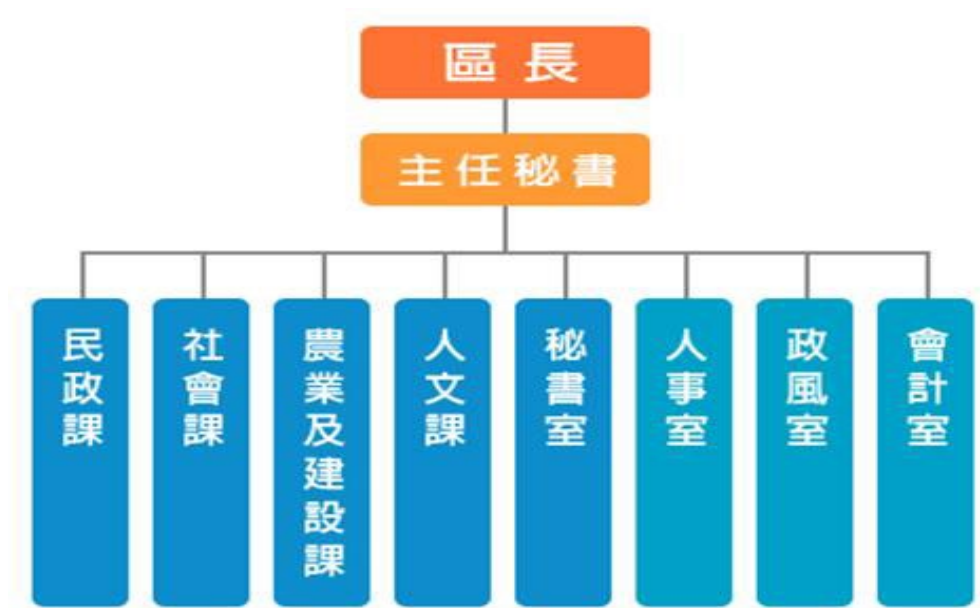 區長
主任秘書
民政課
社會課
農業及建設課
人文課
秘書室
人事室
政風室
會計室